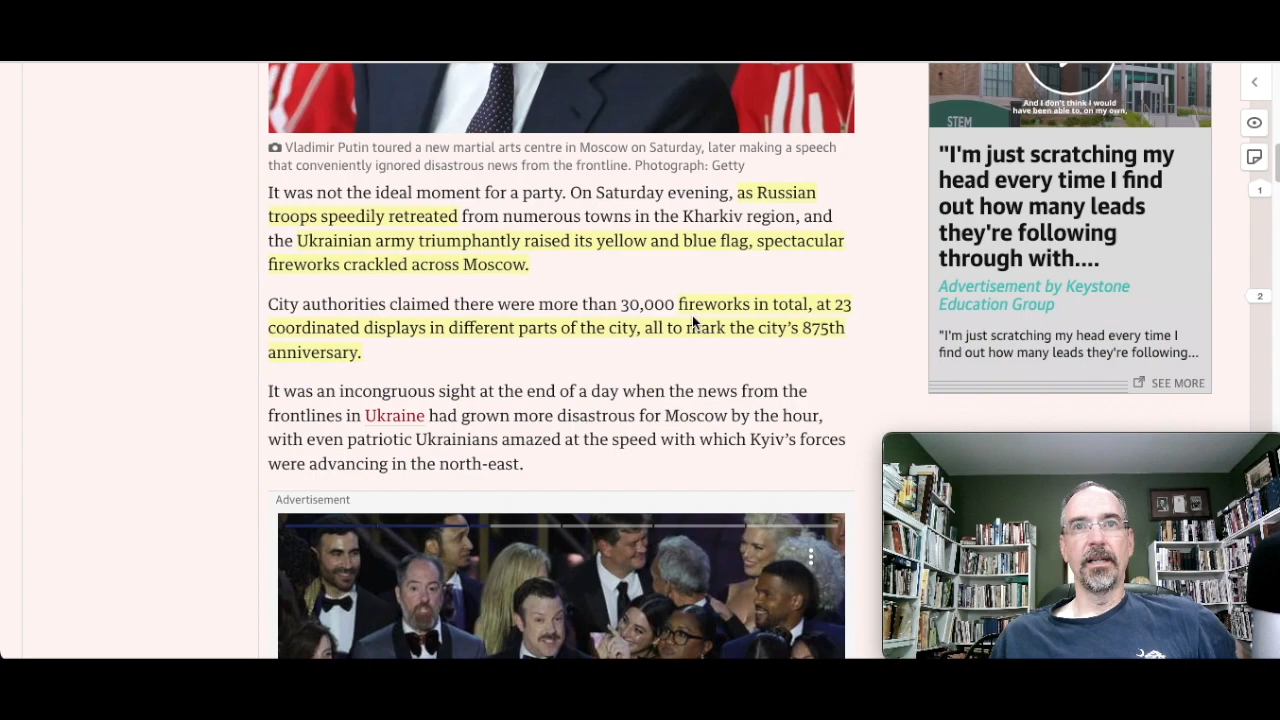 Vladimir Putin toured a new martial arts centre in Moscow on Saturday, later making a speech
that conveniently ignored disastrous news from the frontline. Photograph: Getty
It was not the ideal moment for a party. On Saturday evening, as Russian
troops speedily retreated from numerous towns in the Kharkiv region, and
the Ukrainian army triumphantly raised its yellow and blue flag, spectacular
fireworks crackled across Moscow.
City authorities claimed there were more than 30,000 fireworks in total, at 23
coordinated displays in different parts of the city, all to mark the city’s 875th
anniversary.
It was an incongruous sight at the end of a day when the news from the
frontlines in Ukraine had grown more disastrous for Moscow by the hour,
with even patriotic Ukrainians amazed at the speed with which Kyiv’s forces
were advancing in the north-east.
Advertisement
And I don't think I would
have been able to, on my own,
STEM
"I'm just scratching my
head every time I find
out how many leads
they're following
through with....
Advertisement by Keystone
Education Group
"I'm just scratching my head every time I
find out how many leads they're following...
SEE MORE
1
2